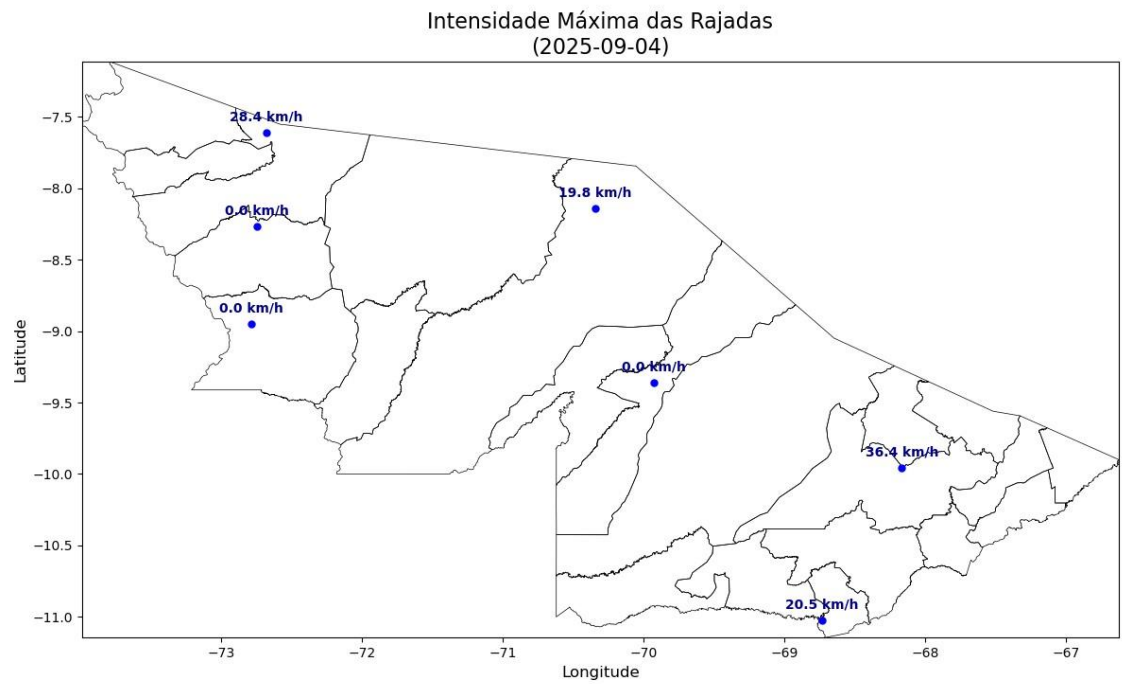 Intensidade Máxima das Rajadas
(2025-09-04)
Latitude
−7.5
−8.0
−8.5
−9.0
−9.5
−10.0
−10.5
−11.0
28.4 km/h
19.8 km/h
0.0 km/h
0.0 km/h
0.0 km/h
36.4 km/h
20.5 km/h
−73
−72
−71
−70
−69
−68
−67
Longitude